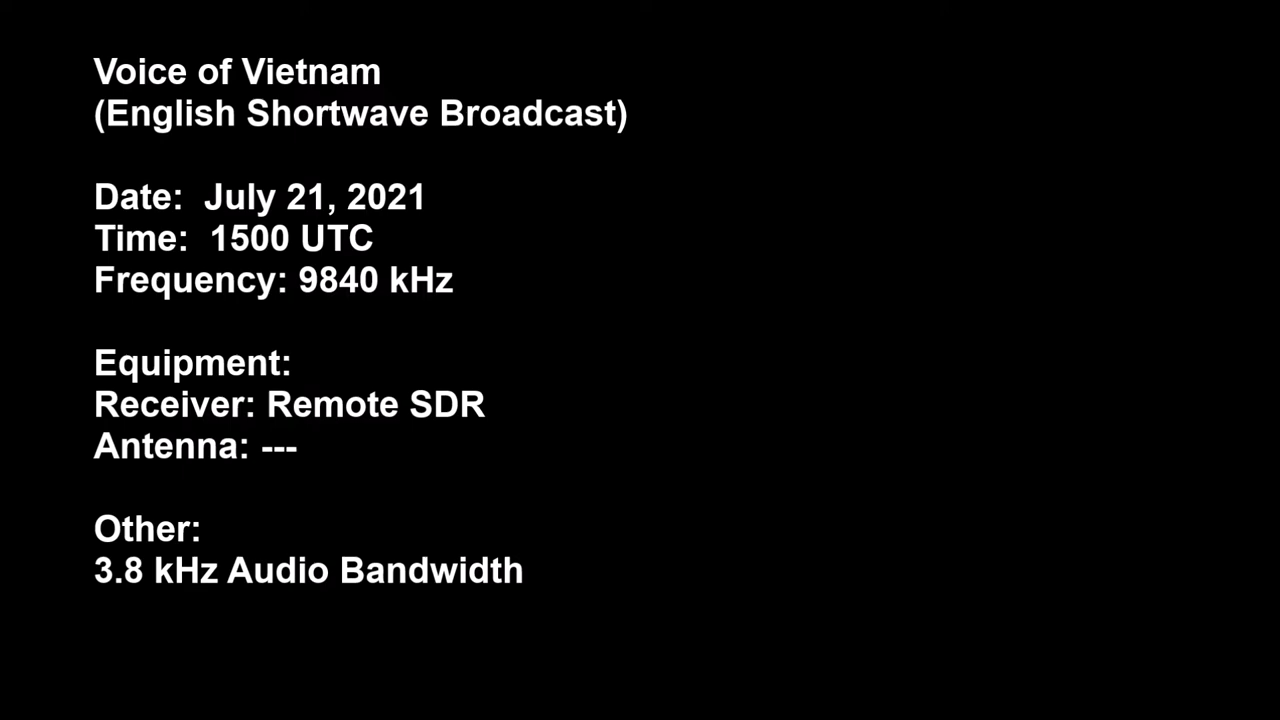 Voice of Vietnam
(English Shortwave Broadcast)
Date: July 21, 2021
Time: 1500 UTC
Frequency: 9840 kHz
Equipment:
Receiver: Remote SDR
Antenna: ---
Other:
3.8 kHz Audio Bandwidth